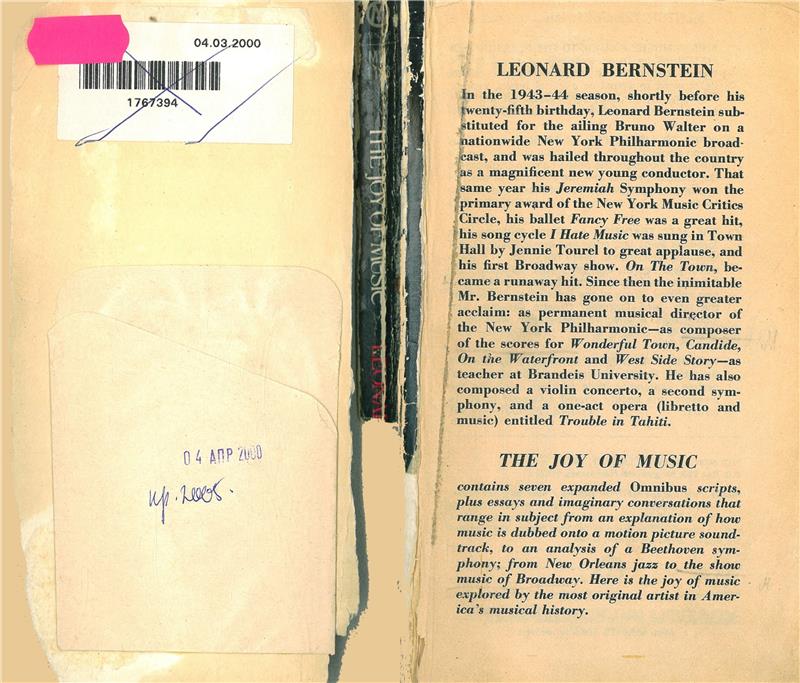 04.03.2000
1767394
04 АПР 2000
кр. 2005.
THE JOY OF MUSIC
LEONARD BERNSTEIN
In the 1943–44 season, shortly before his
twenty-fifth birthday, Leonard Bernstein sub-
stituted for the ailing Bruno Walter on a
nationwide New York Philharmonic broad-
cast, and was hailed throughout the country
as a magnificent new young conductor. That
same year his Jeremiah Symphony won the
primary award of the New York Music Critics
Circle, his ballet Fancy Free was a great hit,
his song cycle I Hate Music was sung in Town
Hall by Jennie Tourel to great applause, and
his first Broadway show. On The Town, be-
came a runaway hit. Since then the inimitable
Mr. Bernstein has gone on to even greater
acclaim: as permanent musical director of
the New York Philharmonic—as composer
of the scores for Wonderful Town, Candide,
On the Waterfront and West Side Story—as
teacher at Brandeis University. He has also
composed a violin concerto, a second sym-
phony, and a one-act opera (libretto and
music) entitled Trouble in Tahiti.
THE JOY OF MUSIC
contains seven expanded Omnibus scripts,
plus essays and imaginary conversations that
range in subject from an explanation of how
music is dubbed onto a motion picture sound-
track, to an analysis of a Beethoven sym-
phony; from New Orleans jazz to the show
music of Broadway. Here is the joy of music
explored by the most original artist in Amer-
ica's musical history.